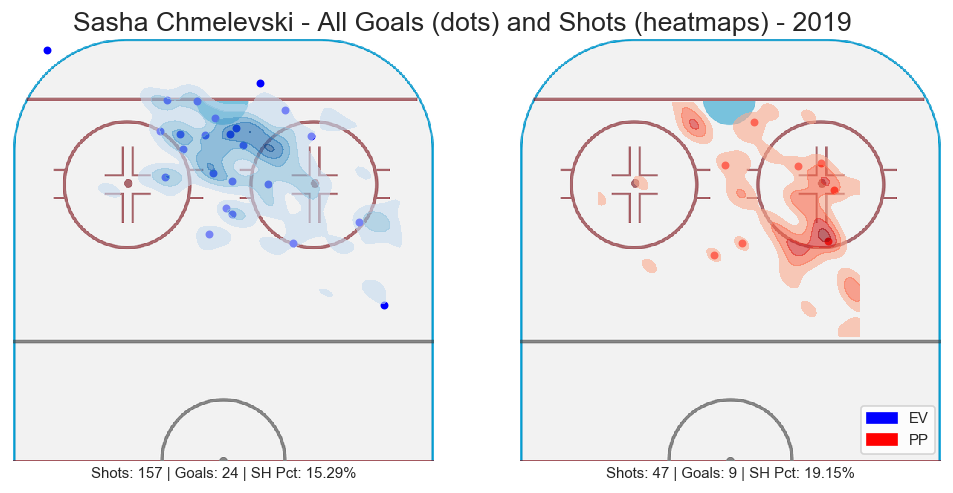 Sasha Chmelevski - All Goals (dots) and Shots (heatmaps) - 2019
EV
PP
Shots: 157 | Goals: 24 | SH Pct: 15.29%
Shots: 47 | Goals: 9 | SH Pct: 19.15%